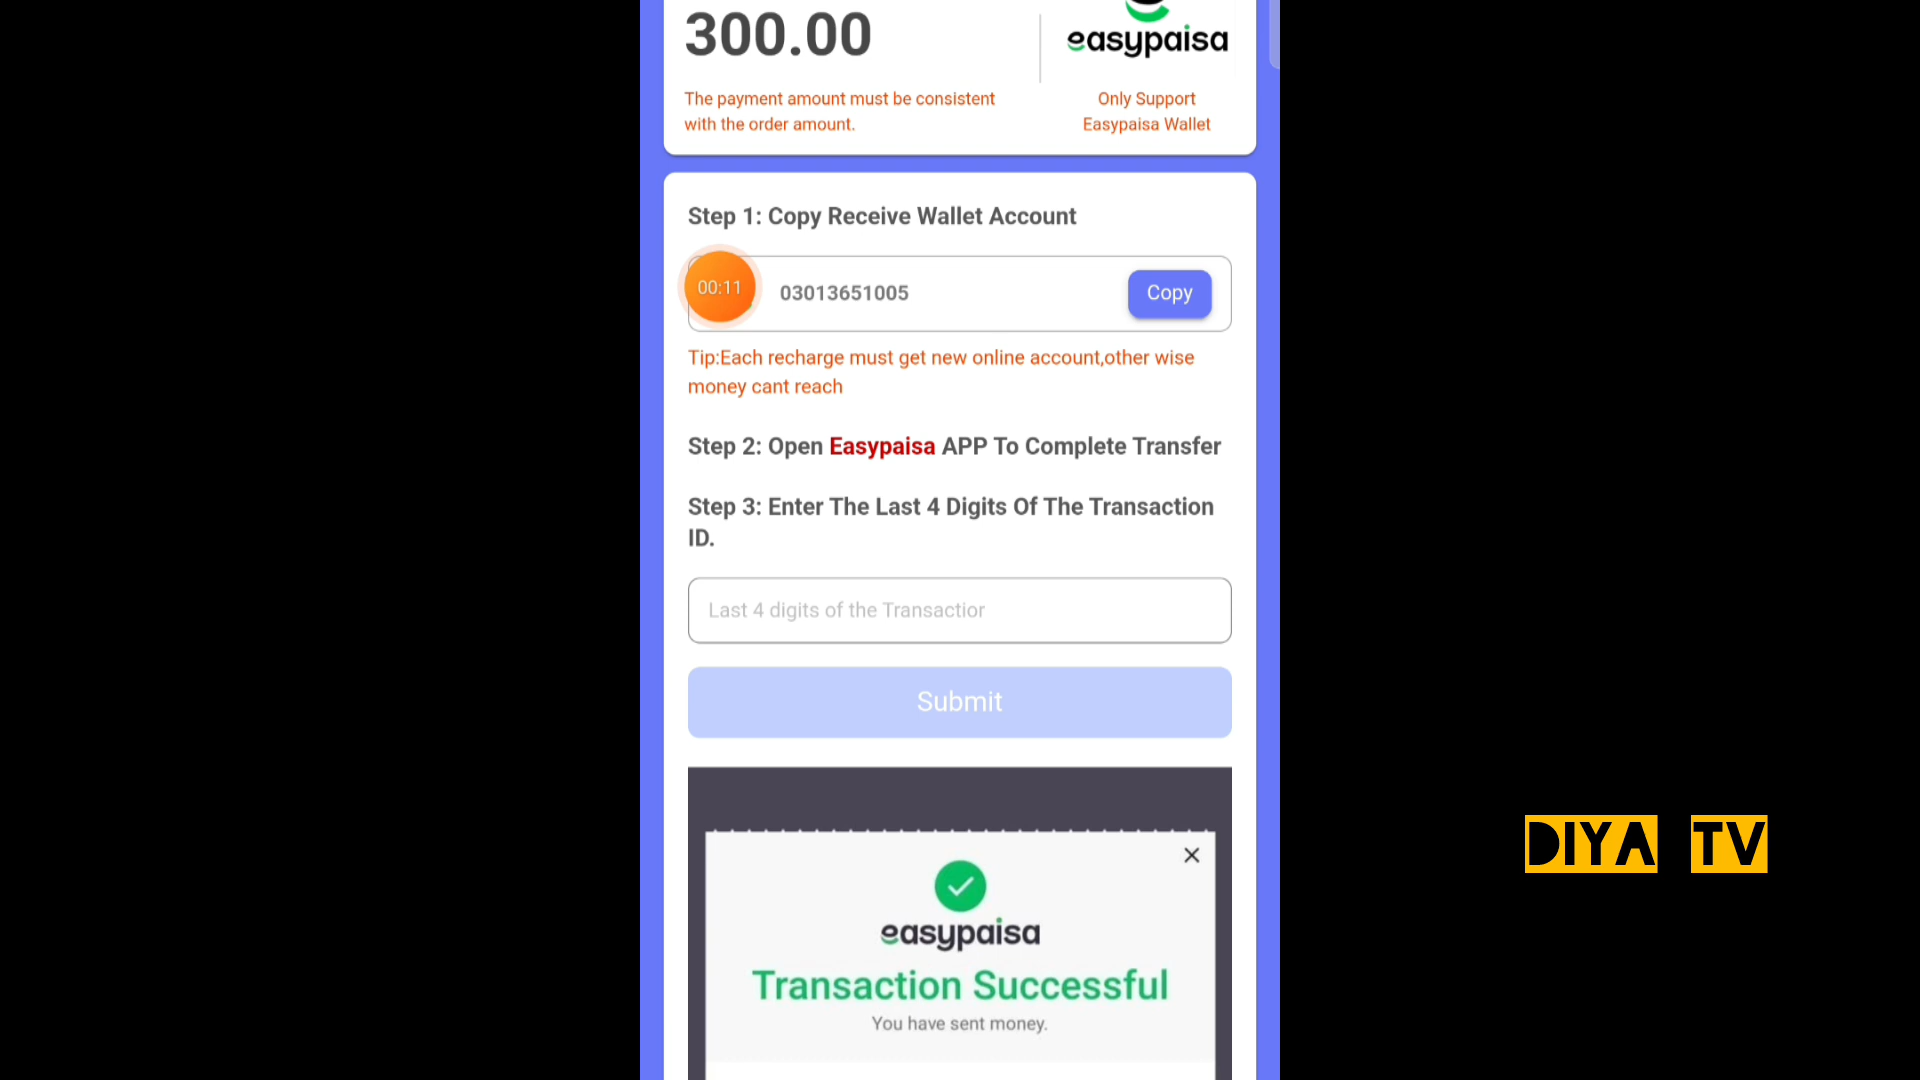 300.00
easypaisa
The payment amount must be consistent
with the order amount.
Only Support
Easypaisa Wallet
Step 1: Copy Receive Wallet Account
00:11
03013651005
Copy
Tip:Each recharge must get new online account,other wise
money cant reach
Step 2: Open Easypaisa APP To Complete Transfer
Step 3: Enter The Last 4 Digits Of The Transaction
ID.
Last 4 digits of the Transactior
Submit
easypaisa
Transaction Successful
You have sent money.
DIYA TV